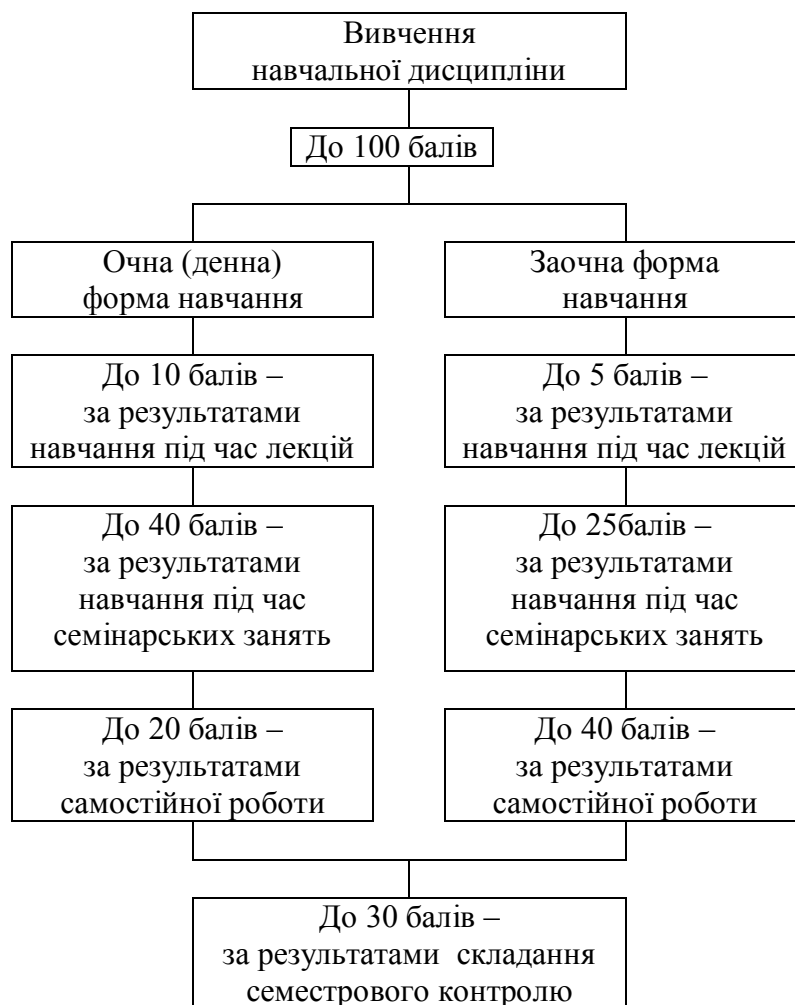 Вивчення
навчальної дисципліни
До 100 балів
Очна (денна)
форма навчання
Заочна форма
навчання
До 10 балів –
за результатами
навчання під час лекцій
До 5 балів –
за результатами
навчання під час лекцій
До 40 балів –
за результатами
навчання під час
семінарських занять
До 25балів –
за результатами
навчання під час
семінарських занять
До 20 балів –
за результатами
самостійної роботи
До 40 балів –
за результатами
самостійної роботи
До 30 балів –
за результатами складання
семестрового контролю